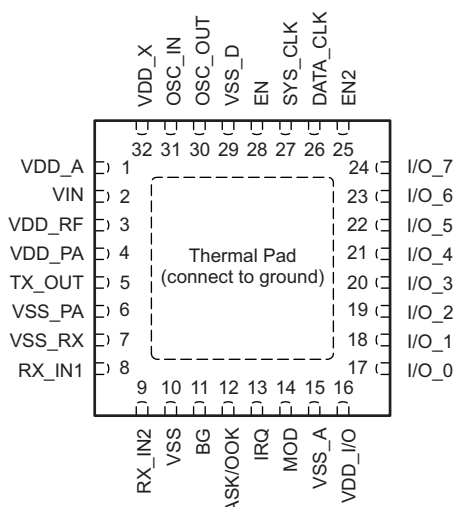 VDD_X
OSC_IN
OSC_OUT
VSS_D
EN
SYS_CLK
DATA_CLK
EN2
32 31 30 29 28 27 26 25
VDD_A 1
VIN 2
VDD_RF 3
VDD_PA 4
TX_OUT 5
VSS_PA 6
VSS_RX 7
RX_IN1 8
Thermal Pad
(connect to ground)
24 I/O_7
23 I/O_6
22 I/O_5
21 I/O_4
20 I/O_3
19 I/O_2
18 I/O_1
17 I/O_0
9 10 11 12 13 14 15 16
RX_IN2
VSS
BG
ASK/OOK
IRQ
MOD
VSS_A
VDD_I/O